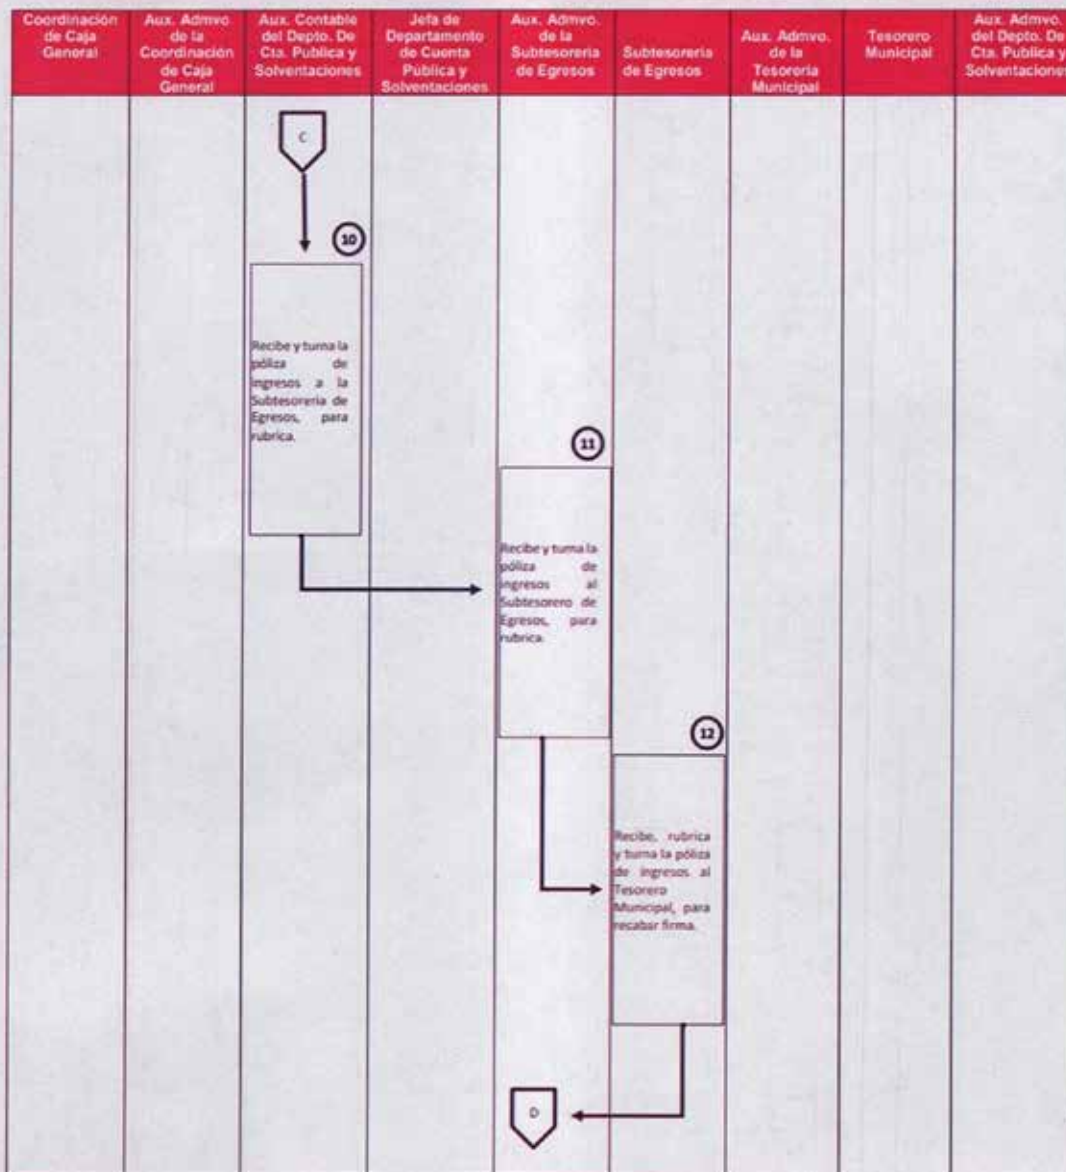 Coordinación
de Caja
General
Aux. Admvo
de la
Coordinación
de Caja
General
Aux. Contable
del Depto. De
Cta. Publica y
Solventaciones
Jefa de
Departamento
de Cuenta
Publica y
Solventaciones
Aux. Admvo.
de la
Subtesoreria
de Egresos
Subtesoreria
de Egresos
Aux. Admvo.
de la
Tesoreria
Municipal
Tesorero
Municipal
Aux. Admvo.
del Depto. De
Cta. Publica y
Solventaciones
C
10
Recibe y turna la
póliza de
ingresos a la
Subtesoreria de
Egresos, para
rubrica.
11
Recibe y turna la
póliza de
ingresos al
Subtesorero de
Egresos, para
rubrica.
12
Recibe, rubrica
y turna la póliza
de ingresos al
Tesorero
Municipal, para
recabar firma.
D